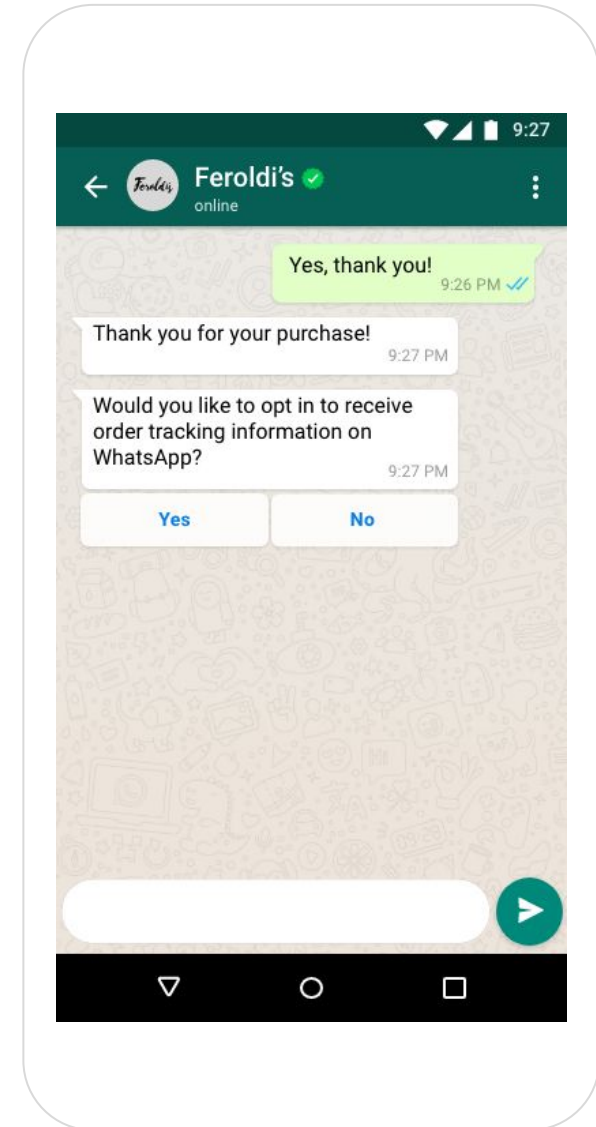 9:27
Feroldi's
Feroldi's
online
Yes, thank you!
9:26 PM
Thank you for your purchase!
9:27 PM
Would you like to opt in to receive
order tracking information on
WhatsApp?
9:27 PM
Yes
No